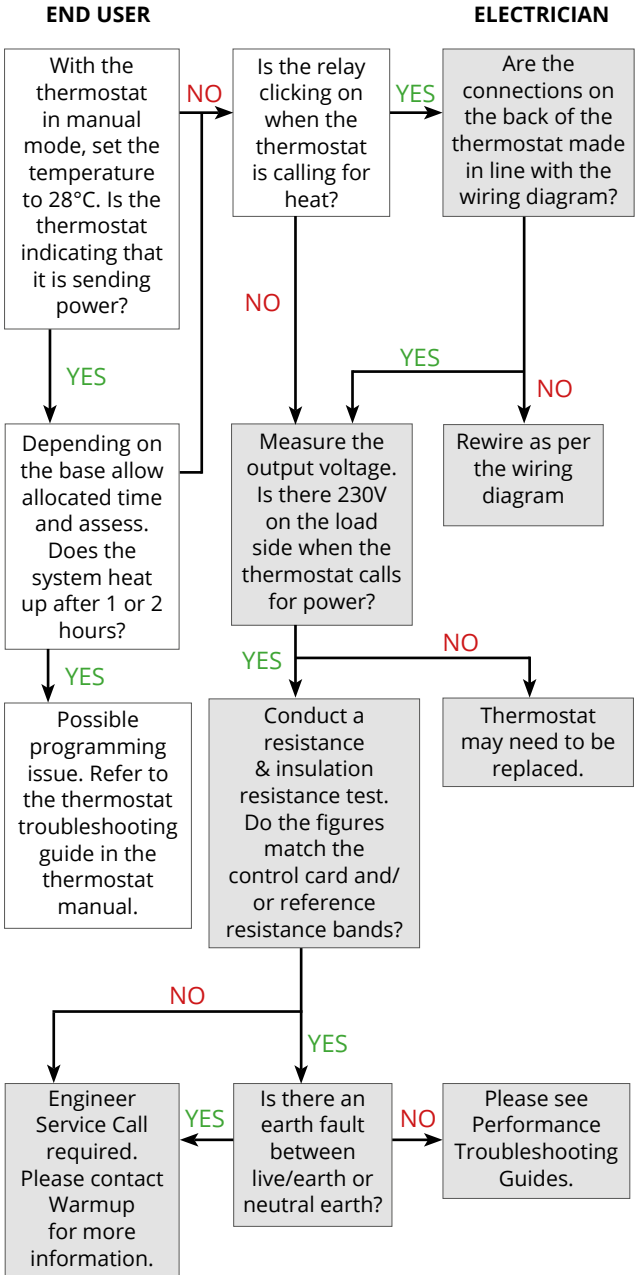 END USER
ELECTRICIAN
With the
thermostat
in manual
mode, set the
temperature
to 28°C. Is the
thermostat
indicating that
it is sending
power?
NO
Is the relay
clicking on
when the
thermostat
is calling for
heat?
YES
Are the
connections on
the back of the
thermostat made
in line with the
wiring diagram?
YES
NO
YES
NO
Depending on
the base allow
allocated time
and assess.
Does the
system heat
up after 1 or 2
hours?
Measure the
output voltage.
Is there 230V
on the load
side when the
thermostat calls
for power?
Rewire as per
the wiring
diagram
YES
YES
NO
Possible
programming
issue. Refer to
the thermostat
troubleshooting
guide in the
thermostat
manual.
Conduct a
resistance
& insulation
resistance test.
Do the figures
match the
control card and/
or reference
resistance bands?
Thermostat
may need to be
replaced.
NO
YES
Engineer
Service Call
required.
Please contact
Warmup
for more
information.
YES
Is there an
earth fault
between
live/earth or
neutral earth?
NO
Please see
Performance
Troubleshooting
Guides.